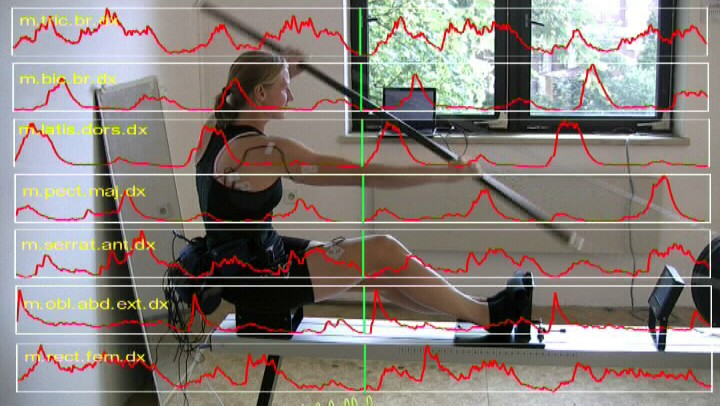 m.tric.br.dx
m.bic.br.dx
m.latis.dors.dx
m.pect.maj.dx
m.serrat.ant.dx
m.obl.abd.ext.dx
m.rect.fem.dx